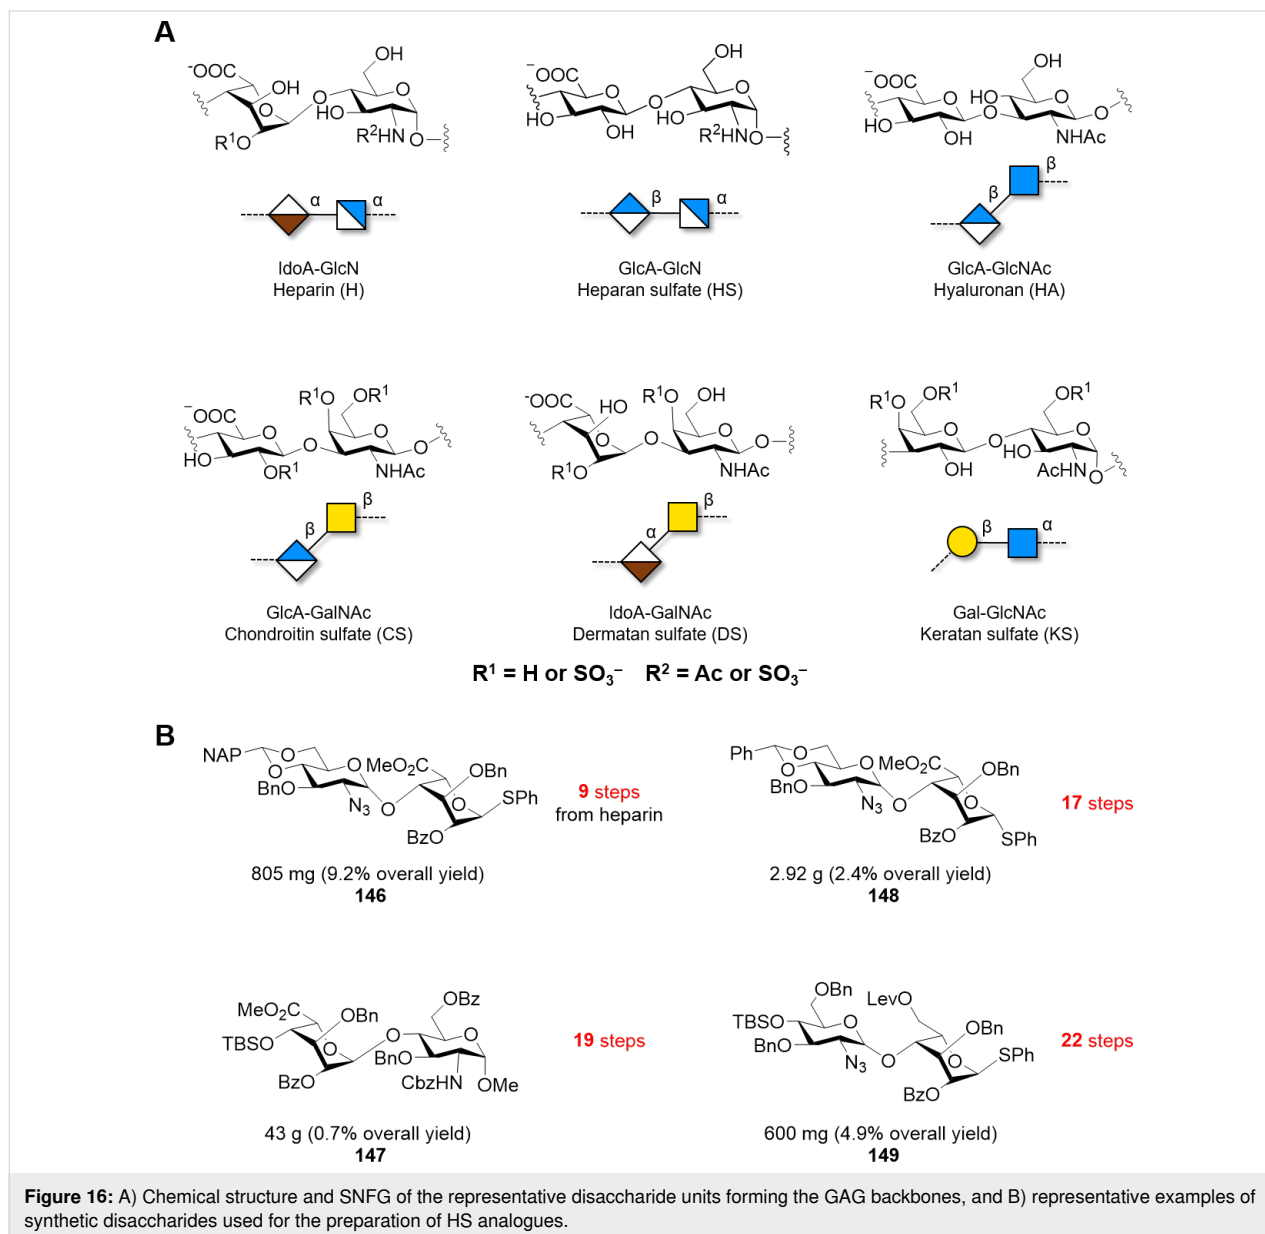 A
⁻OOC
OH
OH
O
O
O
HO
R¹O
R²HN
O
α
α
IdoA-GlcN
Heparin (H)
⁻OOC
OH
O
O
O
HO
OH
HO
R²HN
O
β
α
GlcA-GlcN
Heparan sulfate (HS)
⁻OOC
OH
O
HO
O
O
O
HO
OH
NHAc
β
β
GlcA-GlcNAc
Hyaluronan (HA)
⁻OOC
R¹O
OR¹
O
O
O
O
HO
OR¹
NHAc
β
β
GlcA-GalNAc
Chondroitin sulfate (CS)
⁻OOC
HO
R¹O
OH
O
O
O
O
R¹O
NHAc
β
α
IdoA-GalNAc
Dermatan sulfate (DS)
R¹O
OR¹
OR¹
O
O
O
OH
HO
AcHN
O
β
α
Gal-GlcNAc
Keratan sulfate (KS)
R¹ = H or SO₃⁻ R² = Ac or SO₃⁻
B
NAP
O
O
O
BnO
N₃
O
MeO₂C
OBn
O
SPh
BzO
9 steps
from heparin
805 mg (9.2% overall yield)
146
Ph
O
O
O
BnO
N₃
O
MeO₂C
OBn
O
BzO
SPh
17 steps
2.92 g (2.4% overall yield)
148
MeO₂C
OBn
TBSO
O
BzO
O
OBz
O
BnO
CbzHN
OMe
19 steps
43 g (0.7% overall yield)
147
OBn
TBSO
O
BnO
N₃
O
LevO
OBn
O
SPh
BzO
22 steps
600 mg (4.9% overall yield)
149
Figure 16: A) Chemical structure and SNFG of the representative disaccharide units forming the GAG backbones, and B) representative examples of
synthetic disaccharides used for the preparation of HS analogues.